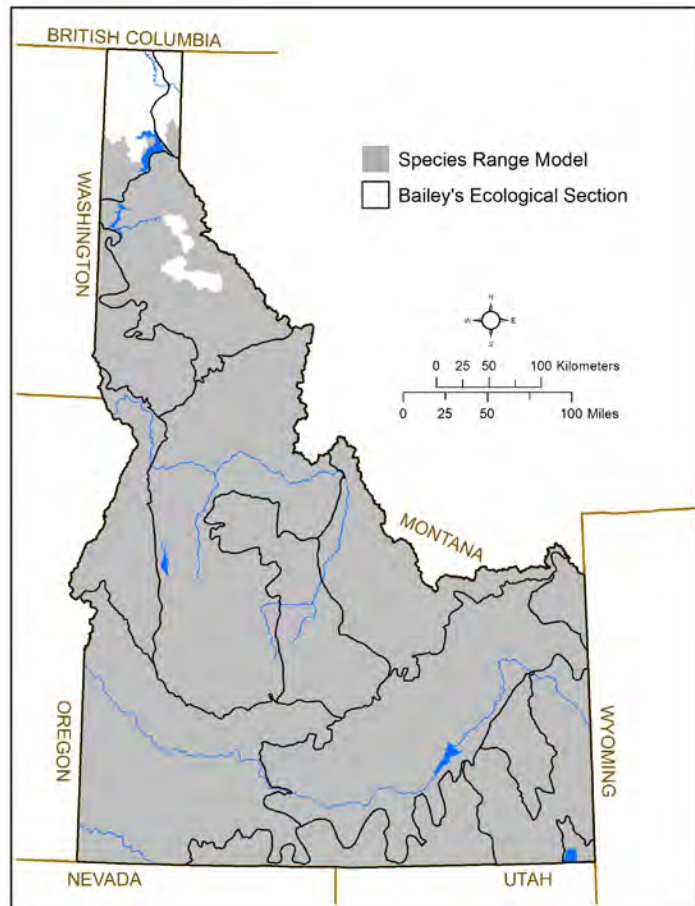 BRITISH COLUMBIA
WASHINGTON
Species Range Model
Bailey's Ecological Section
N
W E
S
0 25 50 100 Kilometers
0 25 50 100 Miles
MONTANA
OREGON
WYOMING
NEVADA
UTAH